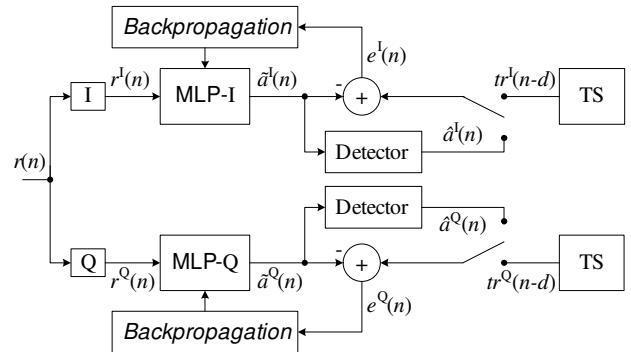 Backpropagation
e^I(n)
r^I(n)
ã^I(n)
tr^I(n-d)
I
MLP-I
-
+
TS
â^I(n)
Detector
r(n)
Detector
â^Q(n)
Q
MLP-Q
-
+
TS
r^Q(n)
ã^Q(n)
tr^Q(n-d)
e^Q(n)
Backpropagation